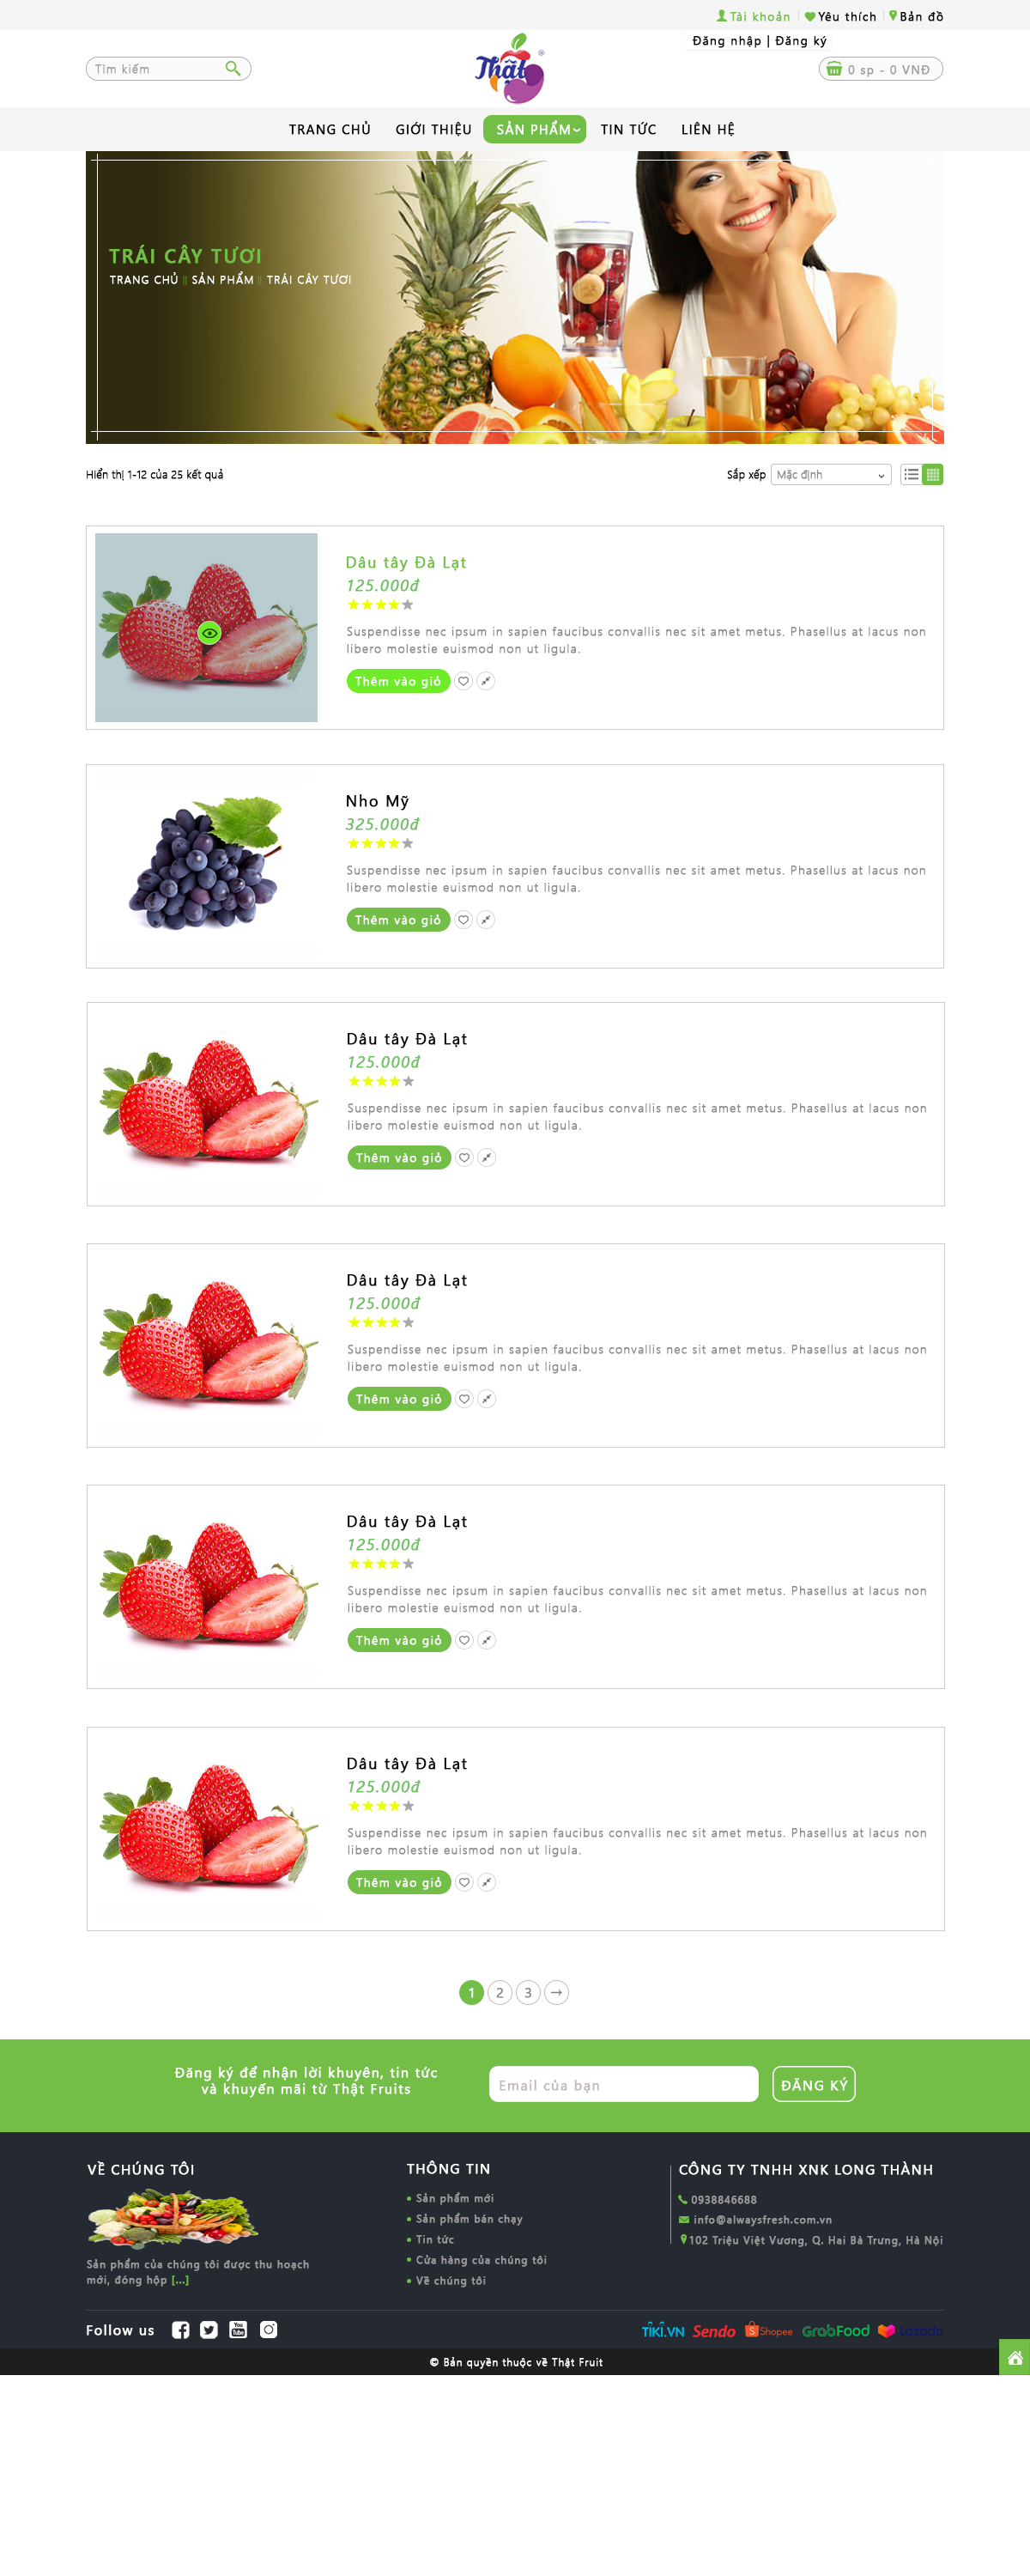 Tài khoản
Yêu thích
Bản đồ
Đăng nhập | Đăng ký
Tìm kiếm
Thật
®
0 sp - 0 VNĐ
TRANG CHỦ
GIỚI THIỆU
SẢN PHẨM
TIN TỨC
LIÊN HỆ
TRÁI CÂY TƯƠI
TRANG CHỦ || SẢN PHẨM || TRÁI CÂY TƯƠI
Hiển thị 1-12 của 25 kết quả
Sắp xếp
Mặc định
Dâu tây Đà Lạt
125.000đ
Suspendisse nec ipsum in sapien faucibus convallis nec sit amet metus. Phasellus at lacus non
libero molestie euismod non ut ligula.
Thêm vào giỏ
Nho Mỹ
325.000đ
Suspendisse nec ipsum in sapien faucibus convallis nec sit amet metus. Phasellus at lacus non
libero molestie euismod non ut ligula.
Thêm vào giỏ
Dâu tây Đà Lạt
125.000đ
Suspendisse nec ipsum in sapien faucibus convallis nec sit amet metus. Phasellus at lacus non
libero molestie euismod non ut ligula.
Thêm vào giỏ
Dâu tây Đà Lạt
125.000đ
Suspendisse nec ipsum in sapien faucibus convallis nec sit amet metus. Phasellus at lacus non
libero molestie euismod non ut ligula.
Thêm vào giỏ
Dâu tây Đà Lạt
125.000đ
Suspendisse nec ipsum in sapien faucibus convallis nec sit amet metus. Phasellus at lacus non
libero molestie euismod non ut ligula.
Thêm vào giỏ
Dâu tây Đà Lạt
125.000đ
Suspendisse nec ipsum in sapien faucibus convallis nec sit amet metus. Phasellus at lacus non
libero molestie euismod non ut ligula.
Thêm vào giỏ
1 2 3 →
Đăng ký để nhận lời khuyên, tin tức
và khuyến mãi từ Thật Fruits
Email của bạn
ĐĂNG KÝ
VỀ CHÚNG TÔI
Sản phẩm của chúng tôi được thu hoạch
mới, đóng hộp [...]
THÔNG TIN
Sản phẩm mới
Sản phẩm bán chạy
Tin tức
Cửa hàng của chúng tôi
Về chúng tôi
CÔNG TY TNHH XNK LONG THÀNH
0938846688
info@alwaysfresh.com.vn
102 Triệu Việt Vương, Q. Hai Bà Trưng, Hà Nội
Follow us
You
Tube
TIKI.VN
Sendo
Shopee
GrabFood
Lazada
© Bản quyền thuộc về Thật Fruit